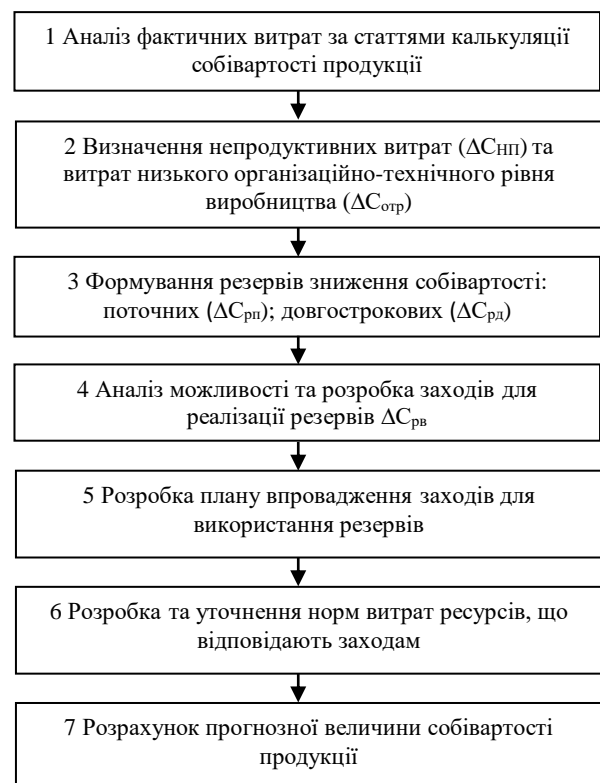 1 Аналіз фактичних витрат за статтями калькуляції
собівартості продукції
2 Визначення непродуктивних витрат (ΔСНП) та
витрат низького організаційно-технічного рівня
виробництва (ΔСотр)
3 Формування резервів зниження собівартості:
поточних (ΔСрп); довгострокових (ΔСрд)
4 Аналіз можливості та розробка заходів для
реалізації резервів ΔСрв
5 Розробка плану впровадження заходів для
використання резервів
6 Розробка та уточнення норм витрат ресурсів, що
відповідають заходам
7 Розрахунок прогнозної величини собівартості
продукції